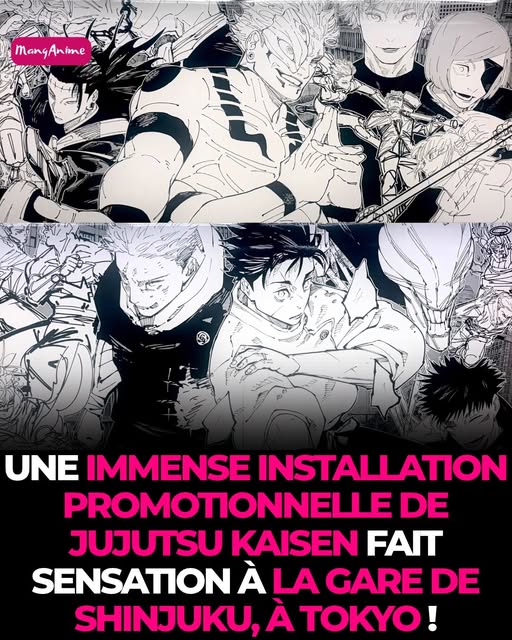 MangAnime
UNE IMMENSE INSTALLATION
PROMOTIONNELLE DE
JUJUTSU KAISEN FAIT
SENSATION À LA GARE DE
SHINJUKU, À TOKYO !